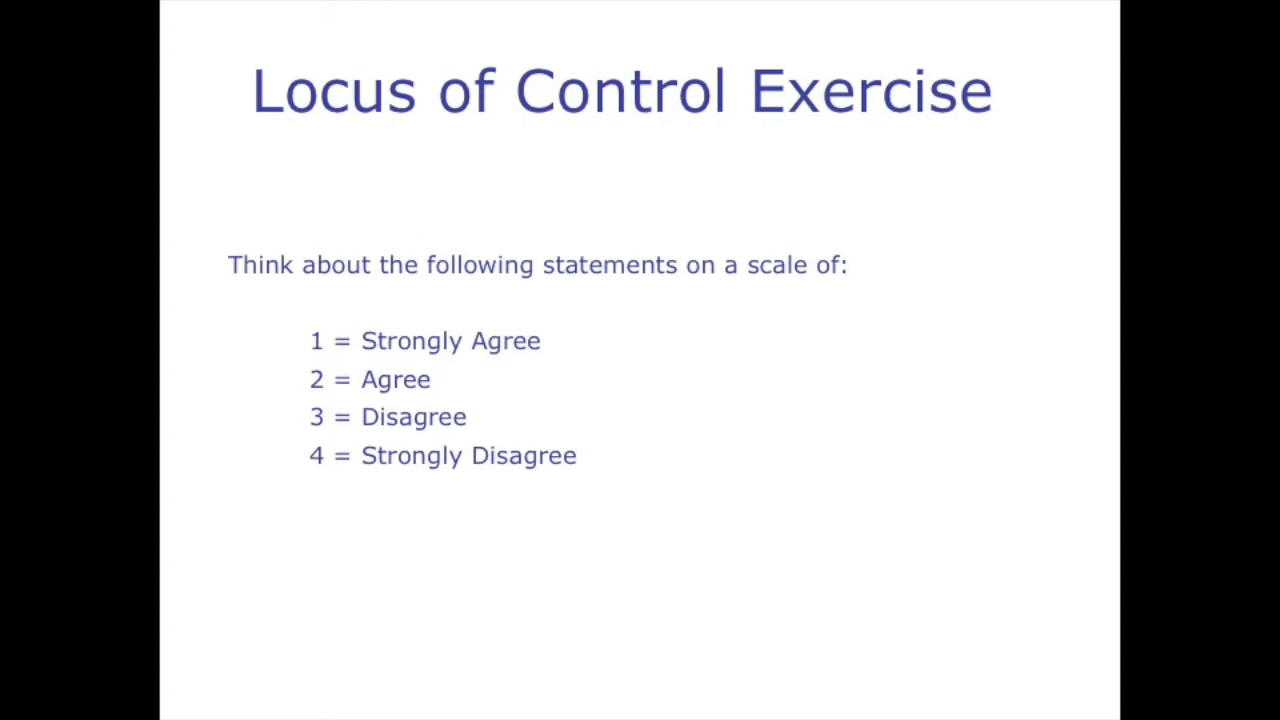 Locus of Control Exercise
Think about the following statements on a scale of:
1 = Strongly Agree
2 = Agree
3 = Disagree
4 = Strongly Disagree